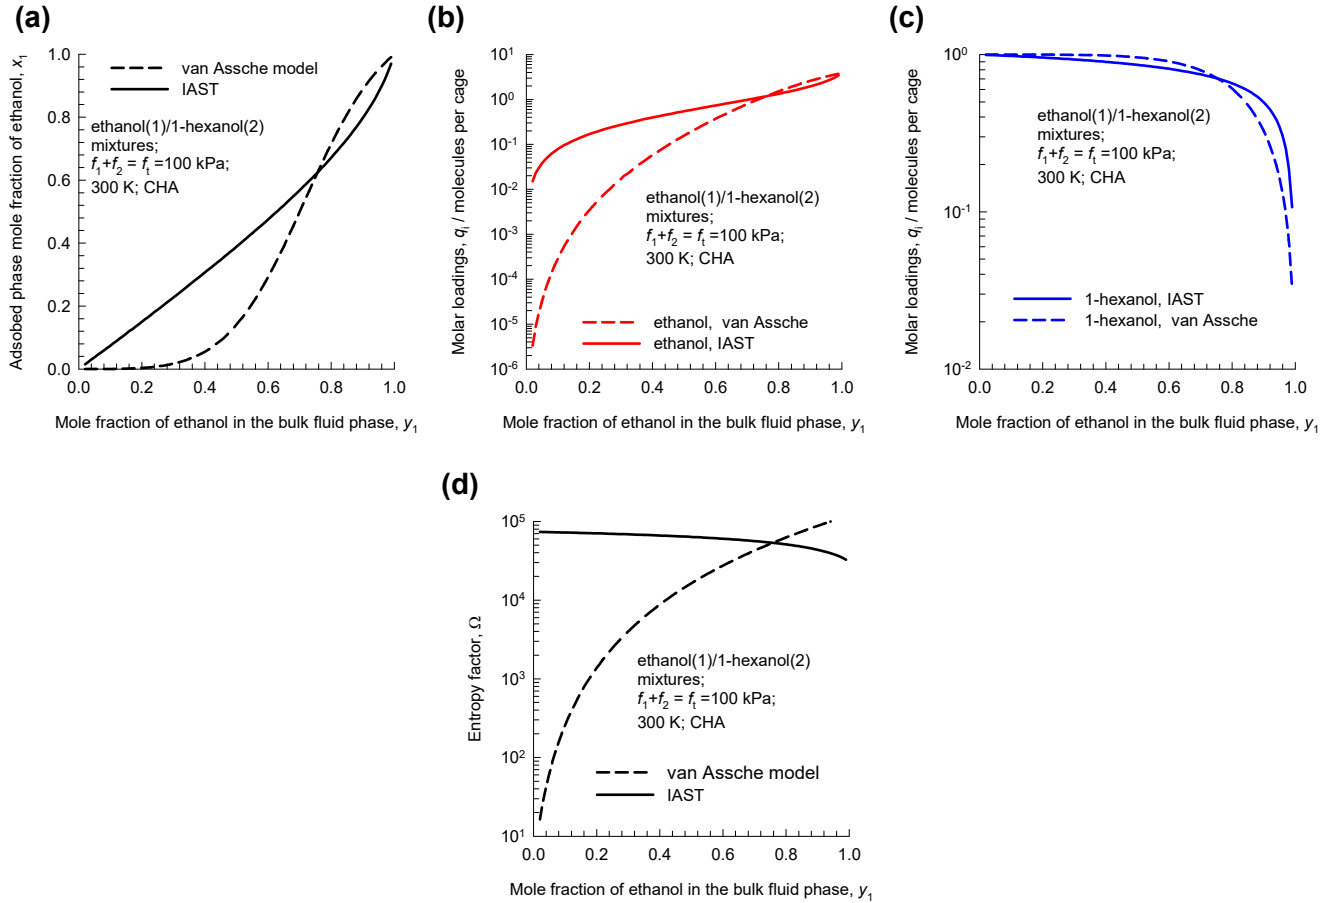 (a)
Adsobed phase mole fraction of ethanol, x1
1.0
0.8
0.6
0.4
0.2
0.0
van Assche model
IAST
ethanol(1)/1-hexanol(2)
mixtures;
f1+f2 = ft =100 kPa;
300 K; CHA
0.0 0.2 0.4 0.6 0.8 1.0
Mole fraction of ethanol in the bulk fluid phase, y1
(b)
Molar loadings, qi / molecules per cage
10^1
10^0
10^-1
10^-2
10^-3
10^-4
10^-5
10^-6
ethanol(1)/1-hexanol(2)
mixtures;
f1+f2 = ft =100 kPa;
300 K; CHA
ethanol, van Assche
ethanol, IAST
0.0 0.2 0.4 0.6 0.8 1.0
Mole fraction of ethanol in the bulk fluid phase, y1
(c)
Molar loadings, qi / molecules per cage
10^0
10^-1
10^-2
ethanol(1)/1-hexanol(2)
mixtures;
f1+f2 = ft =100 kPa;
300 K; CHA
1-hexanol, IAST
1-hexanol, van Assche
0.0 0.2 0.4 0.6 0.8 1.0
Mole fraction of ethanol in the bulk fluid phase, y1
(d)
Entropy factor, Ω
10^5
10^4
10^3
10^2
10^1
ethanol(1)/1-hexanol(2)
mixtures;
f1+f2 = ft =100 kPa;
300 K; CHA
van Assche model
IAST
0.0 0.2 0.4 0.6 0.8 1.0
Mole fraction of ethanol in the bulk fluid phase, y1